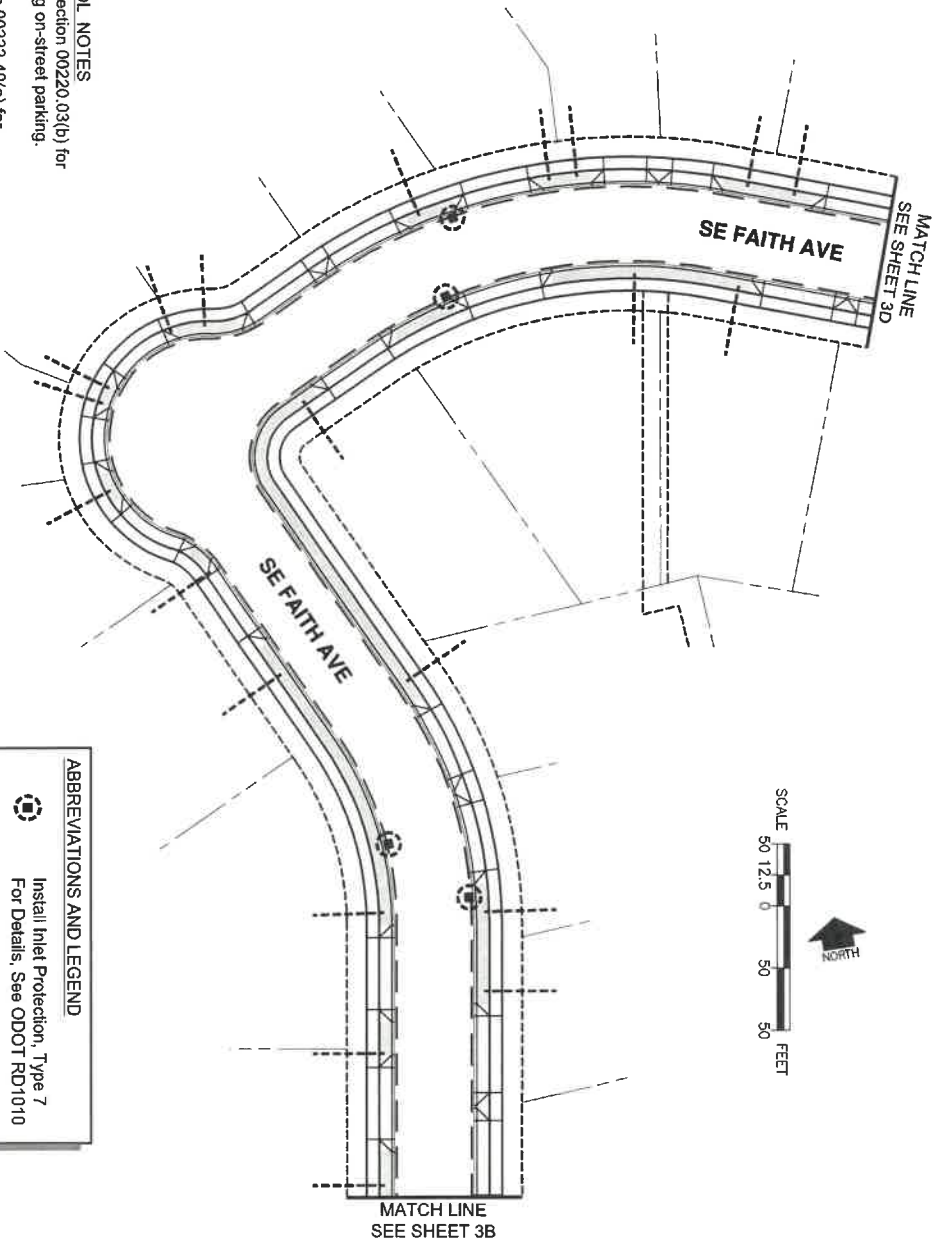 OL NOTES
ection 00220.03(b) for
g on-street parking.
MATCH LINE
SEE SHEET 3D
SE FAITH AVE
SE FAITH AVE
SCALE
50 12.5 0 50 50 FEET
NORTH
ABBREVIATIONS AND LEGEND
Install Inlet Protection, Type 7
For Details, See ODOT RD1010
MATCH LINE
SEE SHEET 3B